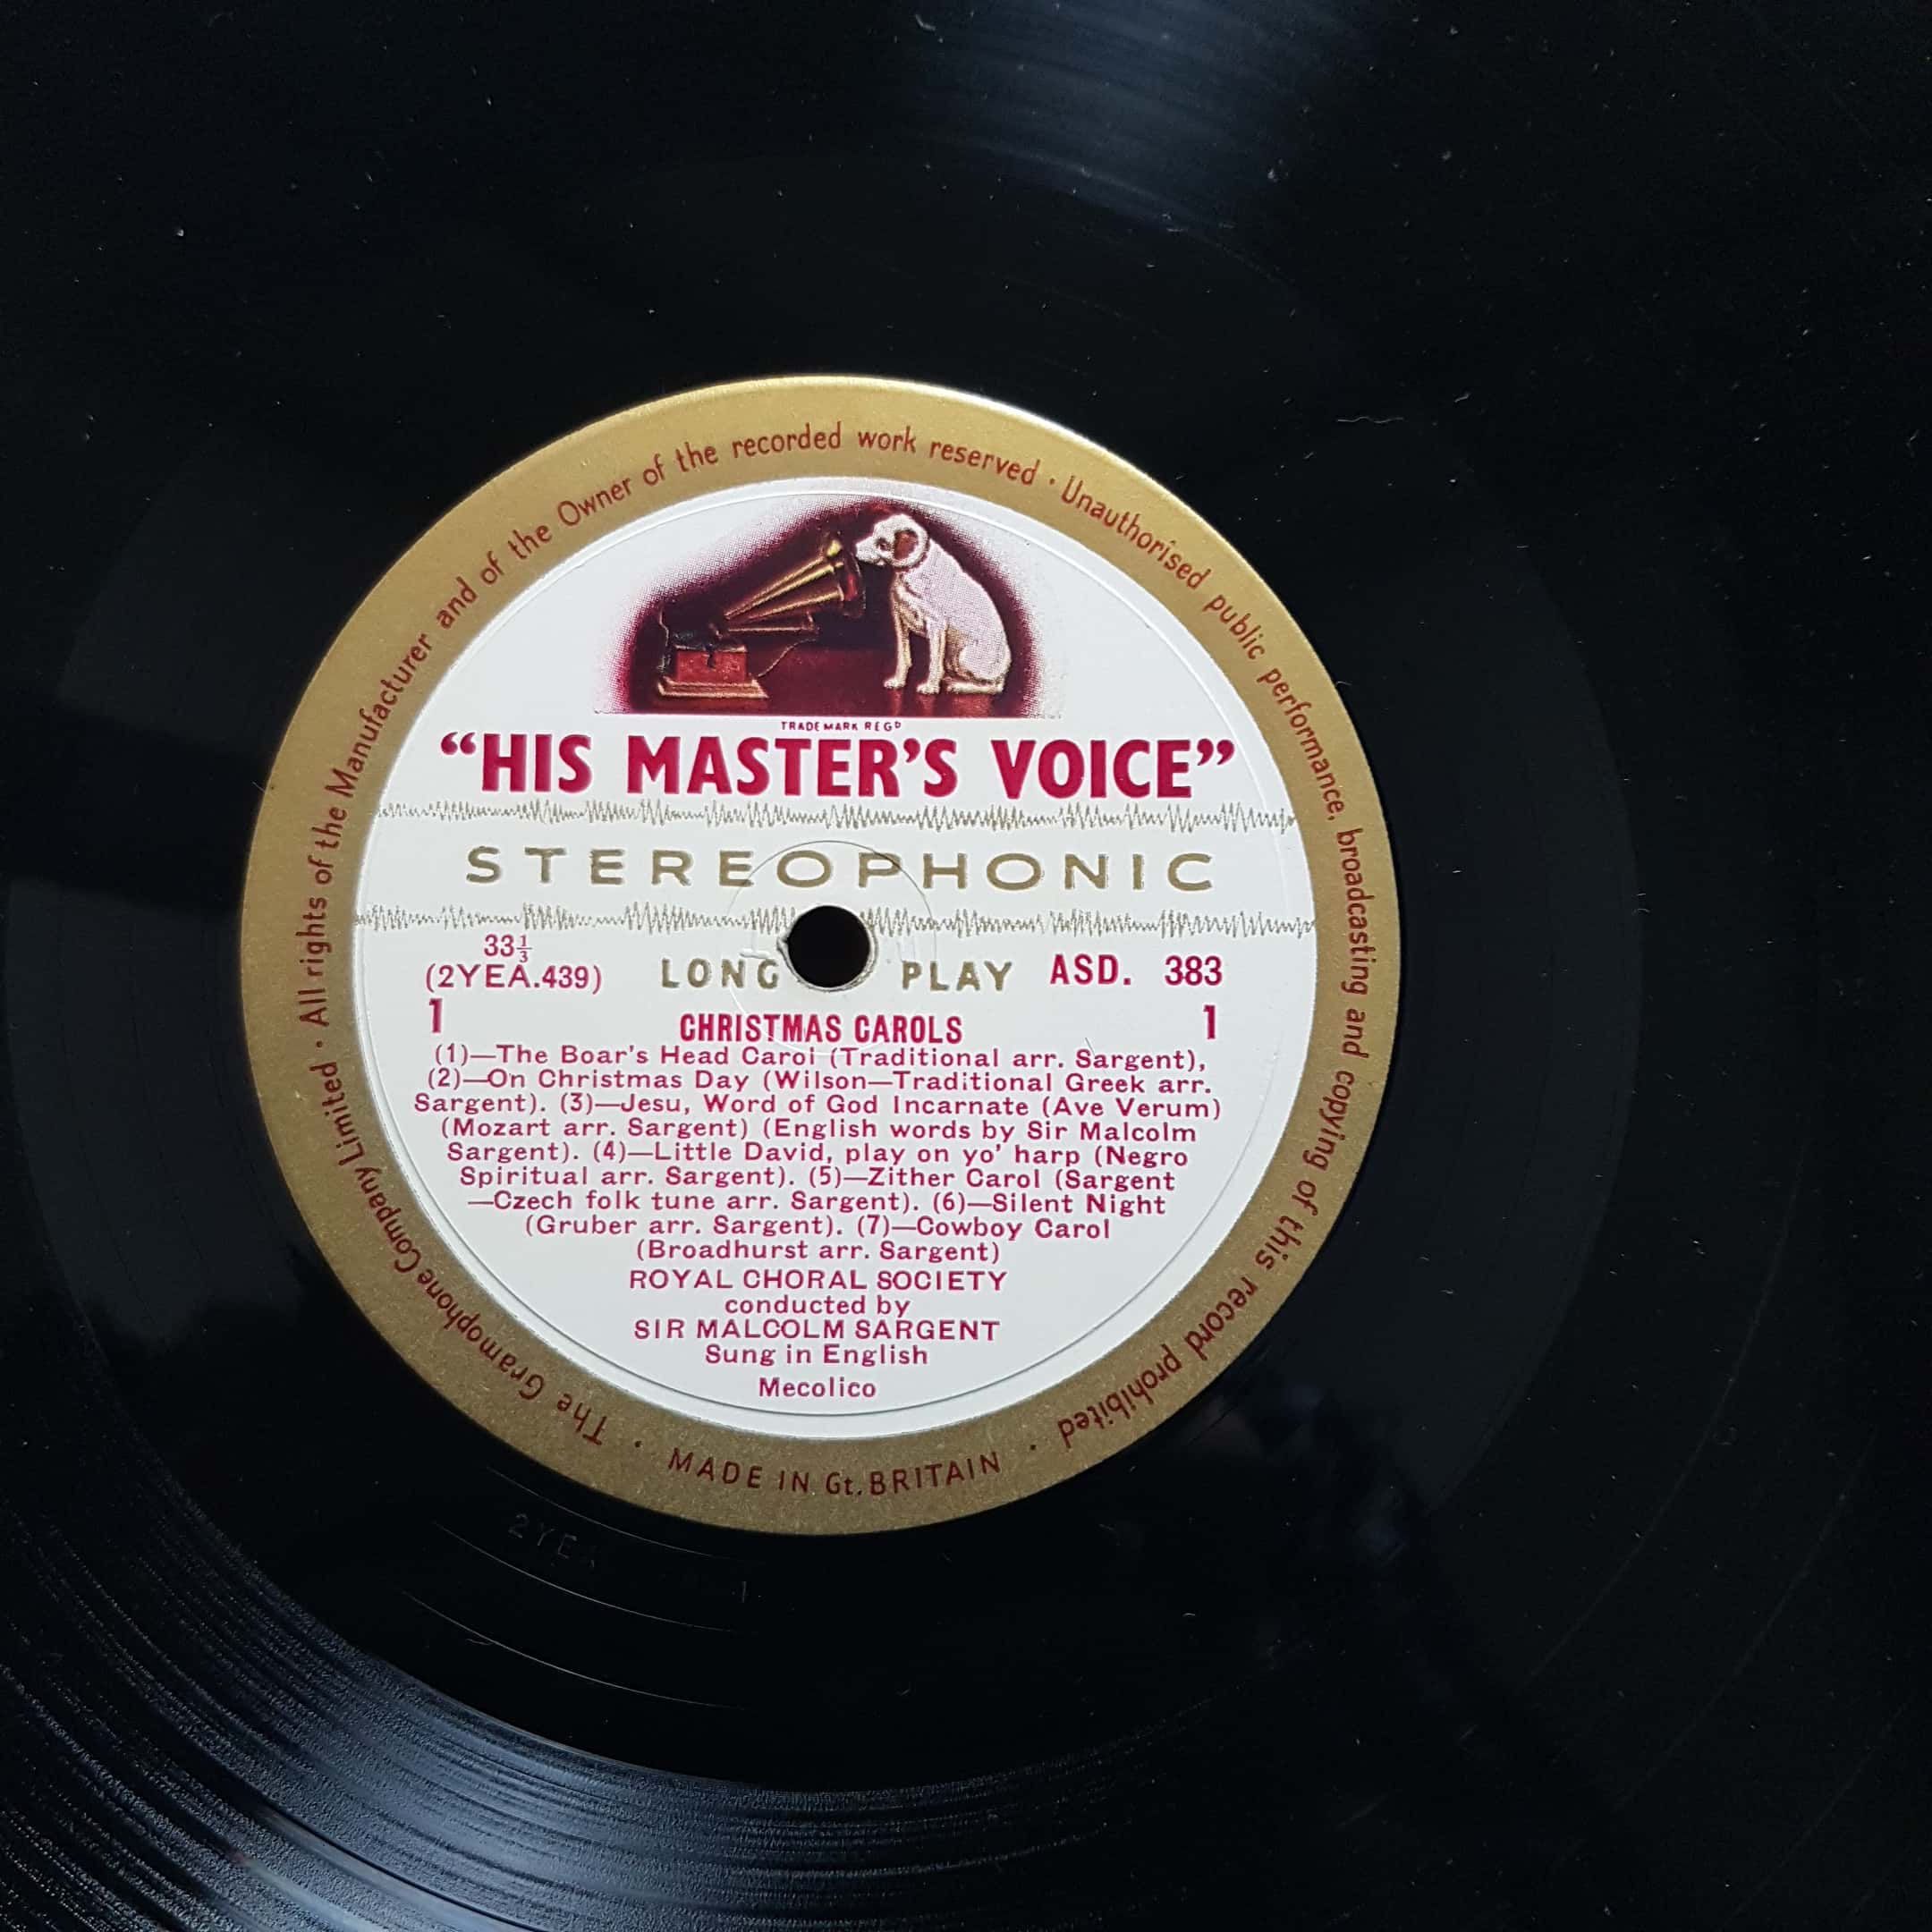 The Gramophone Company Limited · All rights of the Manufacturer and of the Owner of the recorded work reserved · Unauthorised public performance, broadcasting and copying of this record prohibited ·
TRADE MARK REGD
“HIS MASTER’S VOICE”
STEREOPHONIC
33⅓
(2YEA.439) LONG PLAY ASD. 383
1 CHRISTMAS CAROLS 1
(1)—The Boar's Head Carol (Traditional arr. Sargent),
(2)—On Christmas Day (Wilson—Traditional Greek arr.
Sargent). (3)—Jesu, Word of God Incarnate (Ave Verum)
(Mozart arr. Sargent) (English words by Sir Malcolm
Sargent). (4)—Little David, play on yo' harp (Negro
Spiritual arr. Sargent). (5)—Zither Carol (Sargent
—Czech folk tune arr. Sargent). (6)—Silent Night
(Gruber arr. Sargent). (7)—Cowboy Carol
(Broadhurst arr. Sargent)
ROYAL CHORAL SOCIETY
conducted by
SIR MALCOLM SARGENT
Sung in English
Mecolico
MADE IN Gt. BRITAIN